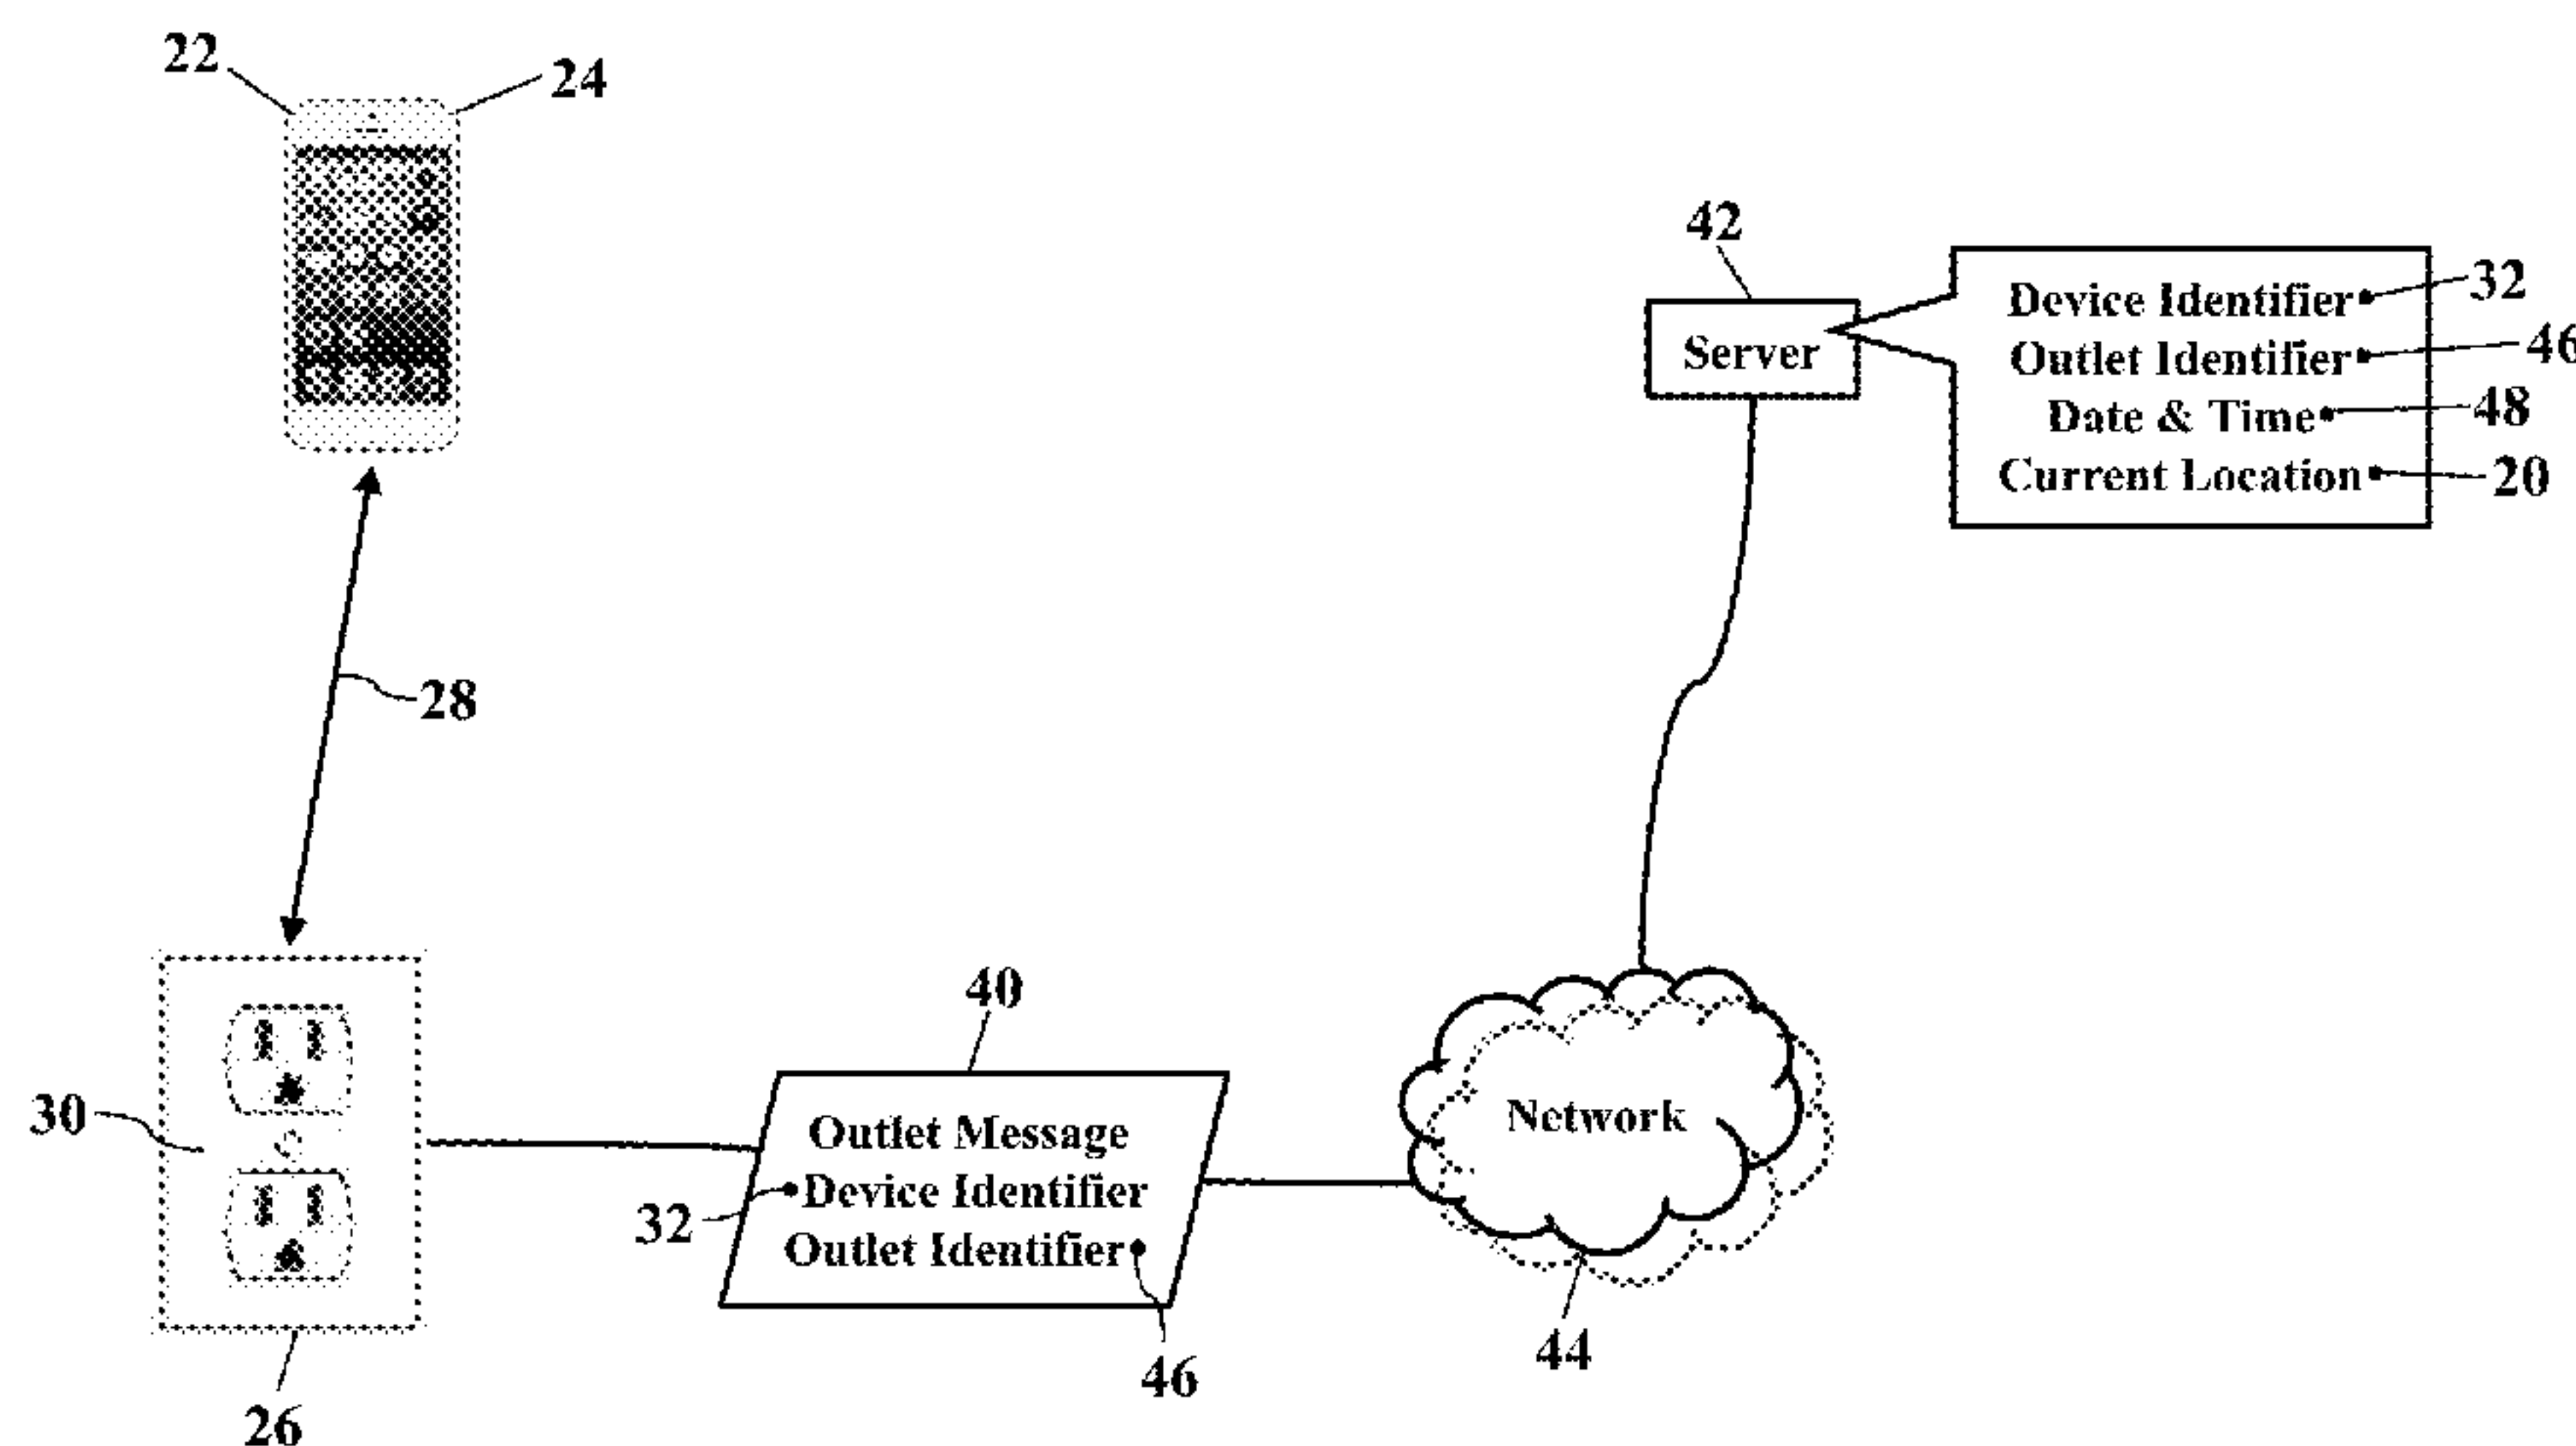 22
24
42
Device Identifier 32
Outlet Identifier 46
Server
Date & Time 48
Current Location 20
28
40
Outlet Message
30
Network
Device Identifier
32
Outlet Identifier
44
46
26